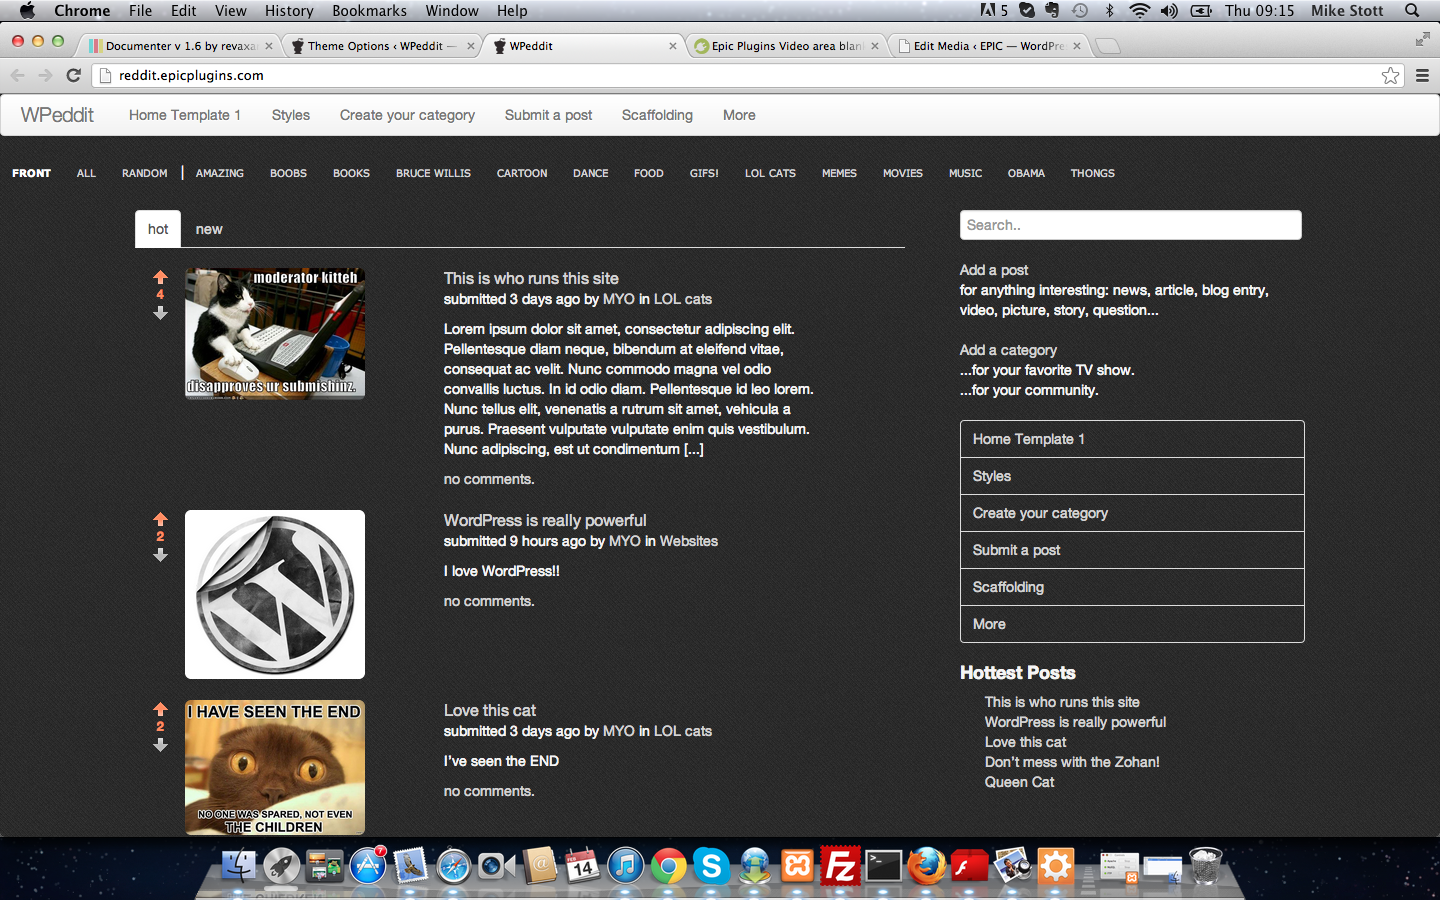 Chrome File Edit View History Bookmarks Window Help 5 Thu 09:15 Mike Stott
Documenter v 1.6 by revaxar Theme Options ‹ WPeddit — WPeddit Epic Plugins Video area blan Edit Media ‹ EPIC — WordPre
reddit.epicplugins.com
WPeddit Home Template 1 Styles Create your category Submit a post Scaffolding More
FRONT ALL RANDOM | AMAZING BOOBS BOOKS BRUCE WILLIS CARTOON DANCE FOOD GIFS! LOL CATS MEMES MOVIES MUSIC OBAMA THONGS
hot new
4
moderator kitteh
disapproves ur submishinz.
This is who runs this site
submitted 3 days ago by MYO in LOL cats
Lorem ipsum dolor sit amet, consectetur adipiscing elit.
Pellentesque diam neque, bibendum at eleifend vitae,
consequat ac velit. Nunc commodo magna vel odio
convallis luctus. In id odio diam. Pellentesque id leo lorem.
Nunc tellus elit, venenatis a rutrum sit amet, vehicula a
purus. Praesent vulputate vulputate enim quis vestibulum.
Nunc adipiscing, est ut condimentum [...]
no comments.
2
W
WordPress is really powerful
submitted 9 hours ago by MYO in Websites
I love WordPress!!
no comments.
2
I HAVE SEEN THE END
NO ONE WAS SPARED, NOT EVEN
THE CHILDREN
Love this cat
submitted 3 days ago by MYO in LOL cats
I've seen the END
no comments.
Search..
Add a post
for anything interesting: news, article, blog entry,
video, picture, story, question...
Add a category
...for your favorite TV show.
...for your community.
Home Template 1
Styles
Create your category
Submit a post
Scaffolding
More
Hottest Posts
This is who runs this site
WordPress is really powerful
Love this cat
Don't mess with the Zohan!
Queen Cat
7
FEB
14
S
Fz